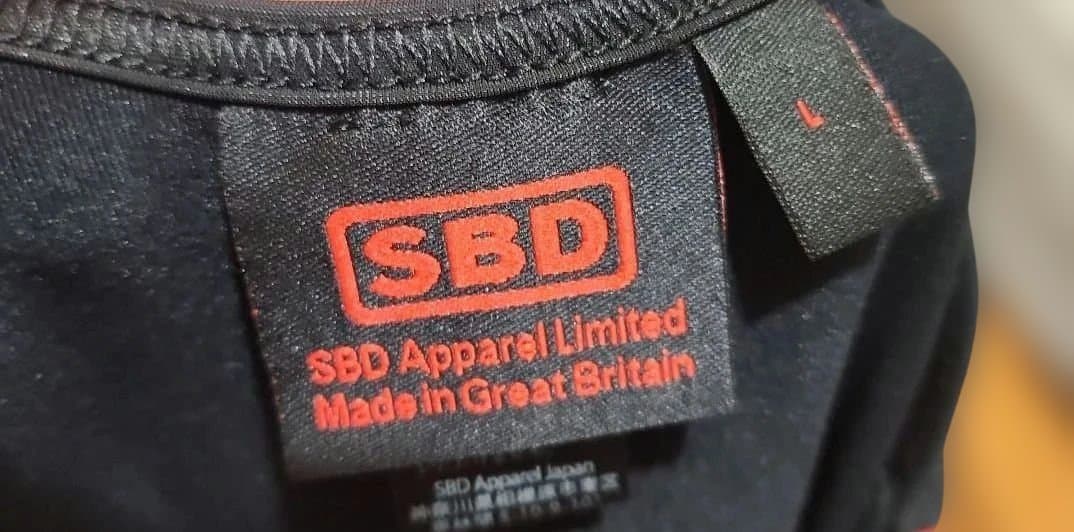 SBD
SBD Apparel Limited
Made in Great Britain
L
SBD Apparel Japan